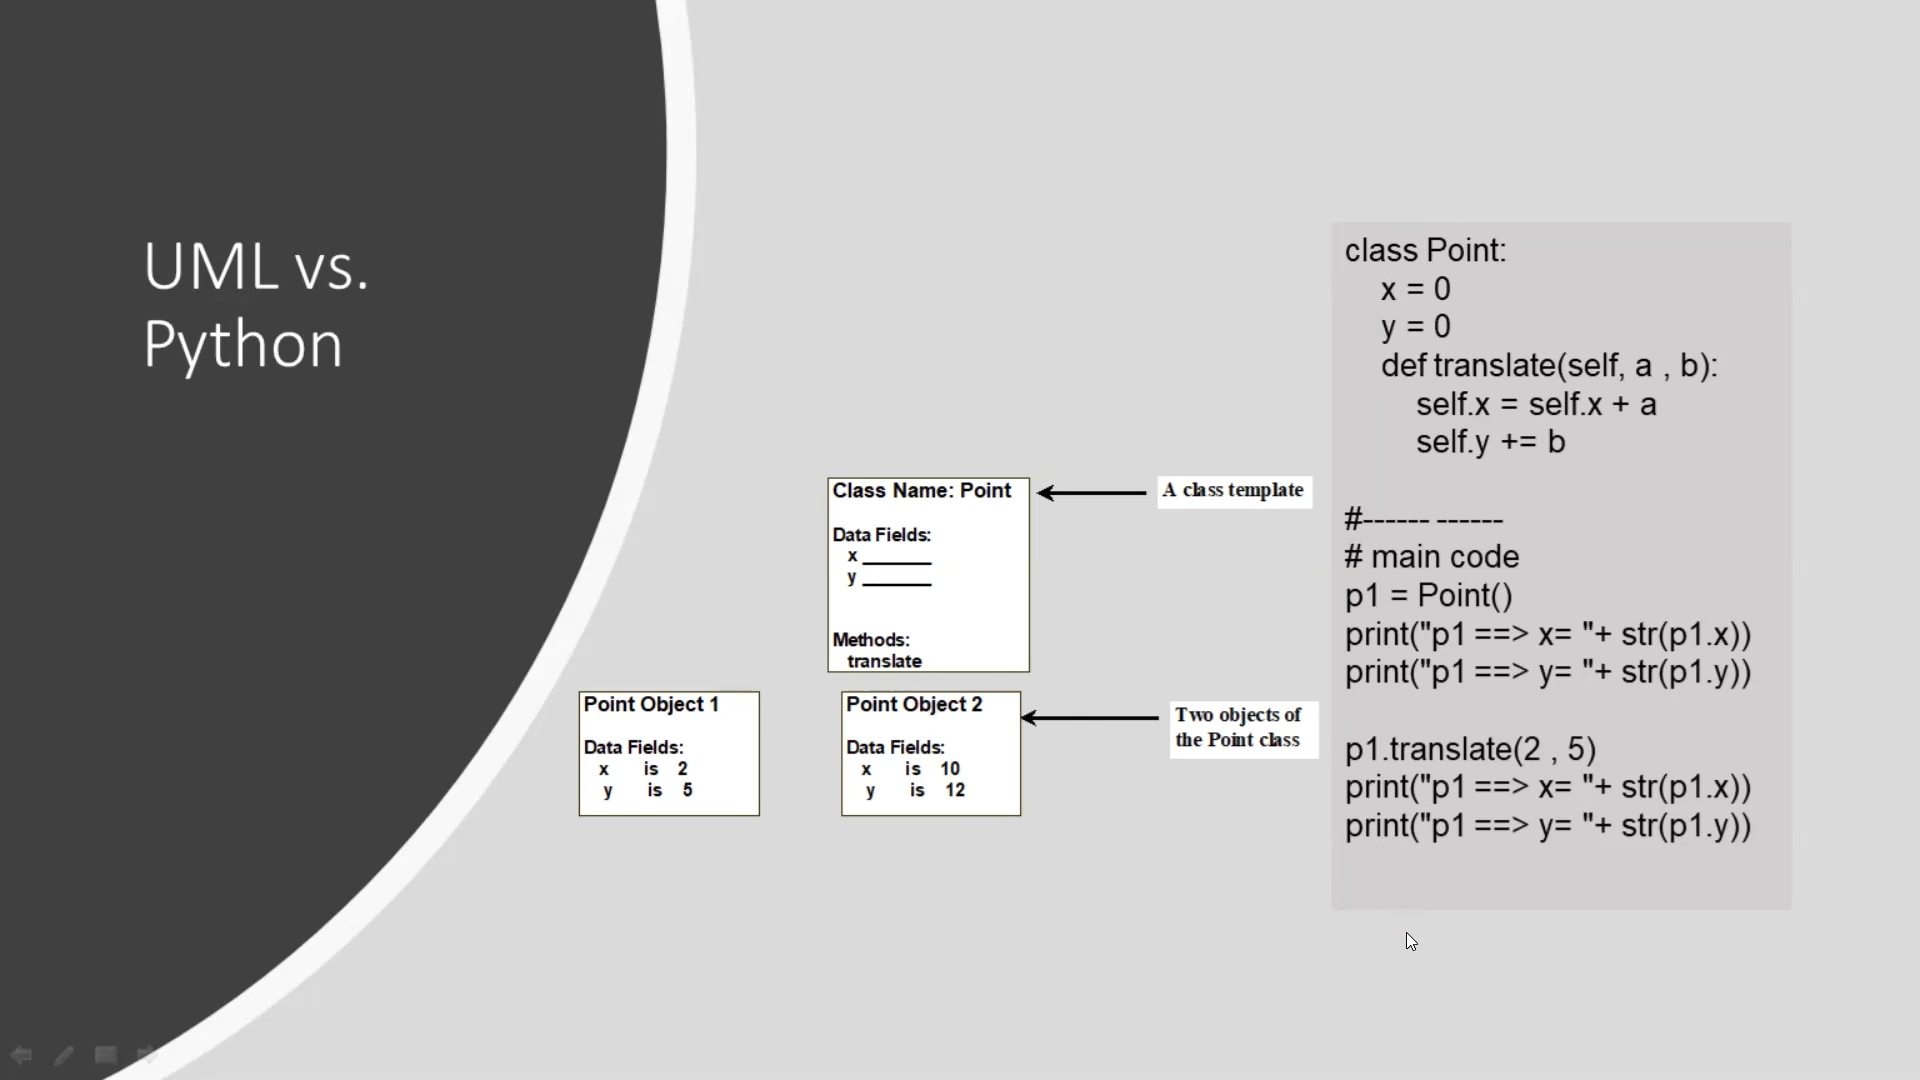 UML vs.
Python
Class Name: Point
Data Fields:
x ______
y ______
Methods:
translate
A class template
Point Object 1
Data Fields:
x is 2
y is 5
Point Object 2
Data Fields:
x is 10
y is 12
Two objects of
the Point class
class Point:
x = 0
y = 0
def translate(self, a , b):
self.x = self.x + a
self.y += b
#------ ------
# main code
p1 = Point()
print("p1 ==> x= "+ str(p1.x))
print("p1 ==> y= "+ str(p1.y))
p1.translate(2 , 5)
print("p1 ==> x= "+ str(p1.x))
print("p1 ==> y= "+ str(p1.y))